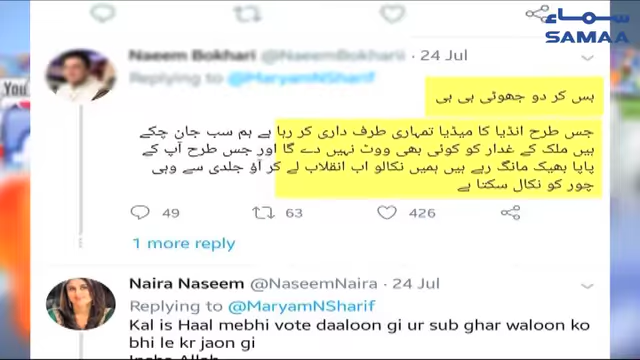 سماء
SAMAA
You
Naeem Bokhari @NaeemBokharii · 24 Jul
Replying to @MaryamNSharif
بس کر دو جھوٹی بی بی
جس طرح انڈیا کا میڈیا تمہاری طرف داری کر رہا ہے ہم سب جان چکے
ہیں ملک کے غدار کو کوئی بھی ووٹ نہیں دے گا اور جس طرح آپ کے
پاپا بھیک مانگ رہے ہیں ہمیں نکالو اب انقلاب لے کر آؤ جلدی سے وہی
چور کو نکال سکتا ہے
49 63 426
1 more reply
Naira Naseem @NaseemNaira · 24 Jul
Replying to @MaryamNSharif
Kal is Haal mebhi vote daaloon gi ur sub ghar waloon ko
bhi le kr jaon gi